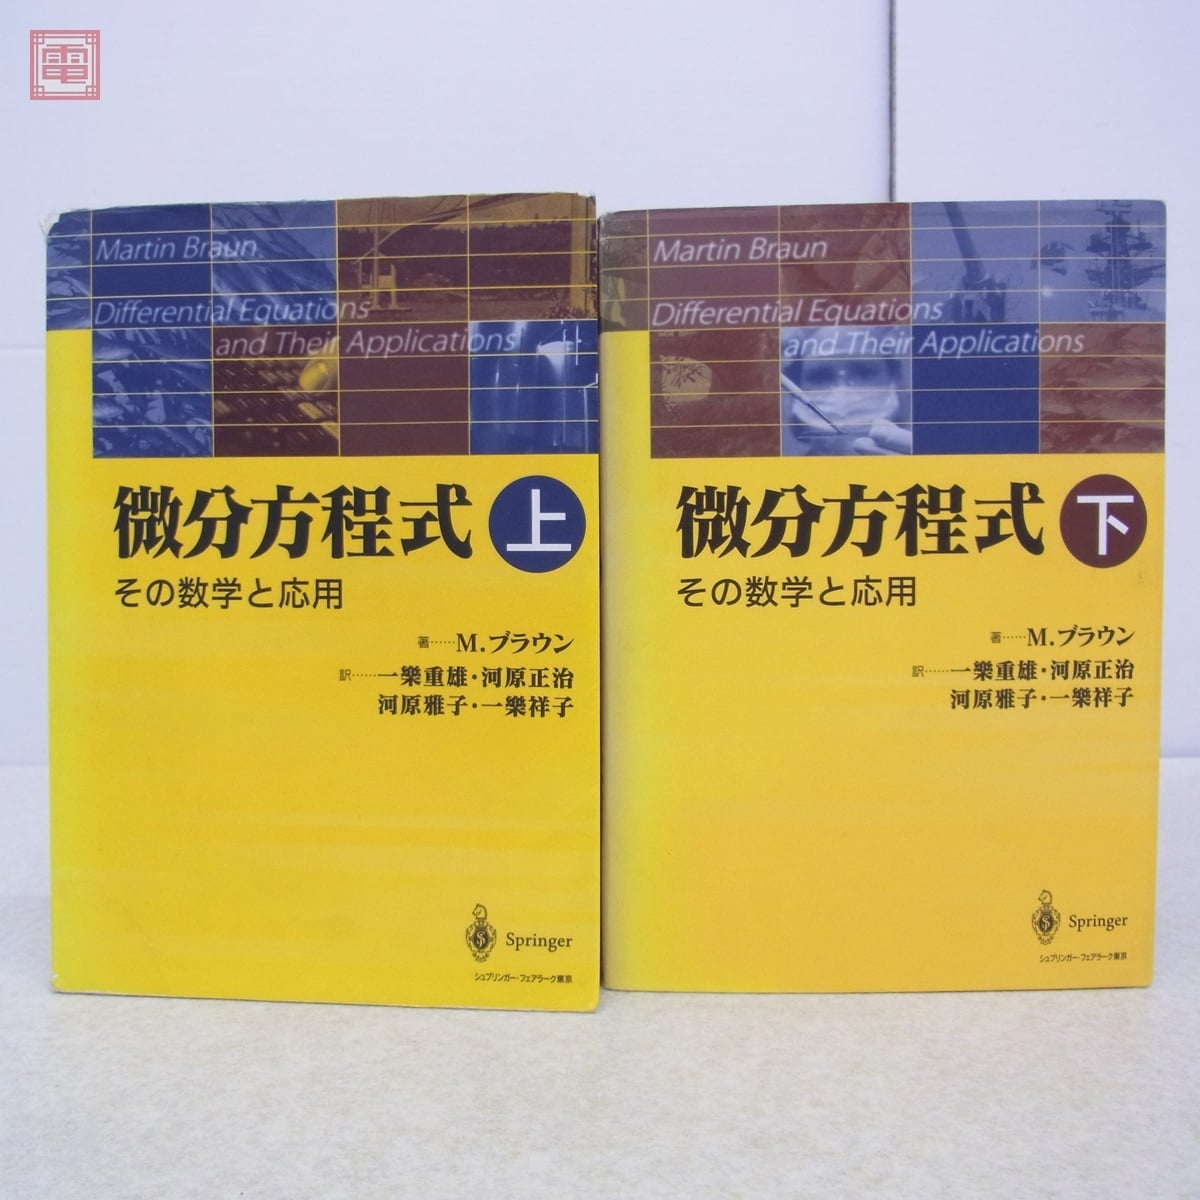 電
Martin Braun
Differential Equations
and Their Applications
微分方程式 上
その数学と応用
著……M.ブラウン
訳……一樂重雄・河原正治
河原雅子・一樂祥子
Springer
シュプリンガー・フェアラーク東京
Martin Braun
Differential Equations
and Their Applications
微分方程式 下
その数学と応用
著……M.ブラウン
訳……一樂重雄・河原正治
河原雅子・一樂祥子
Springer
シュプリンガー・フェアラーク東京